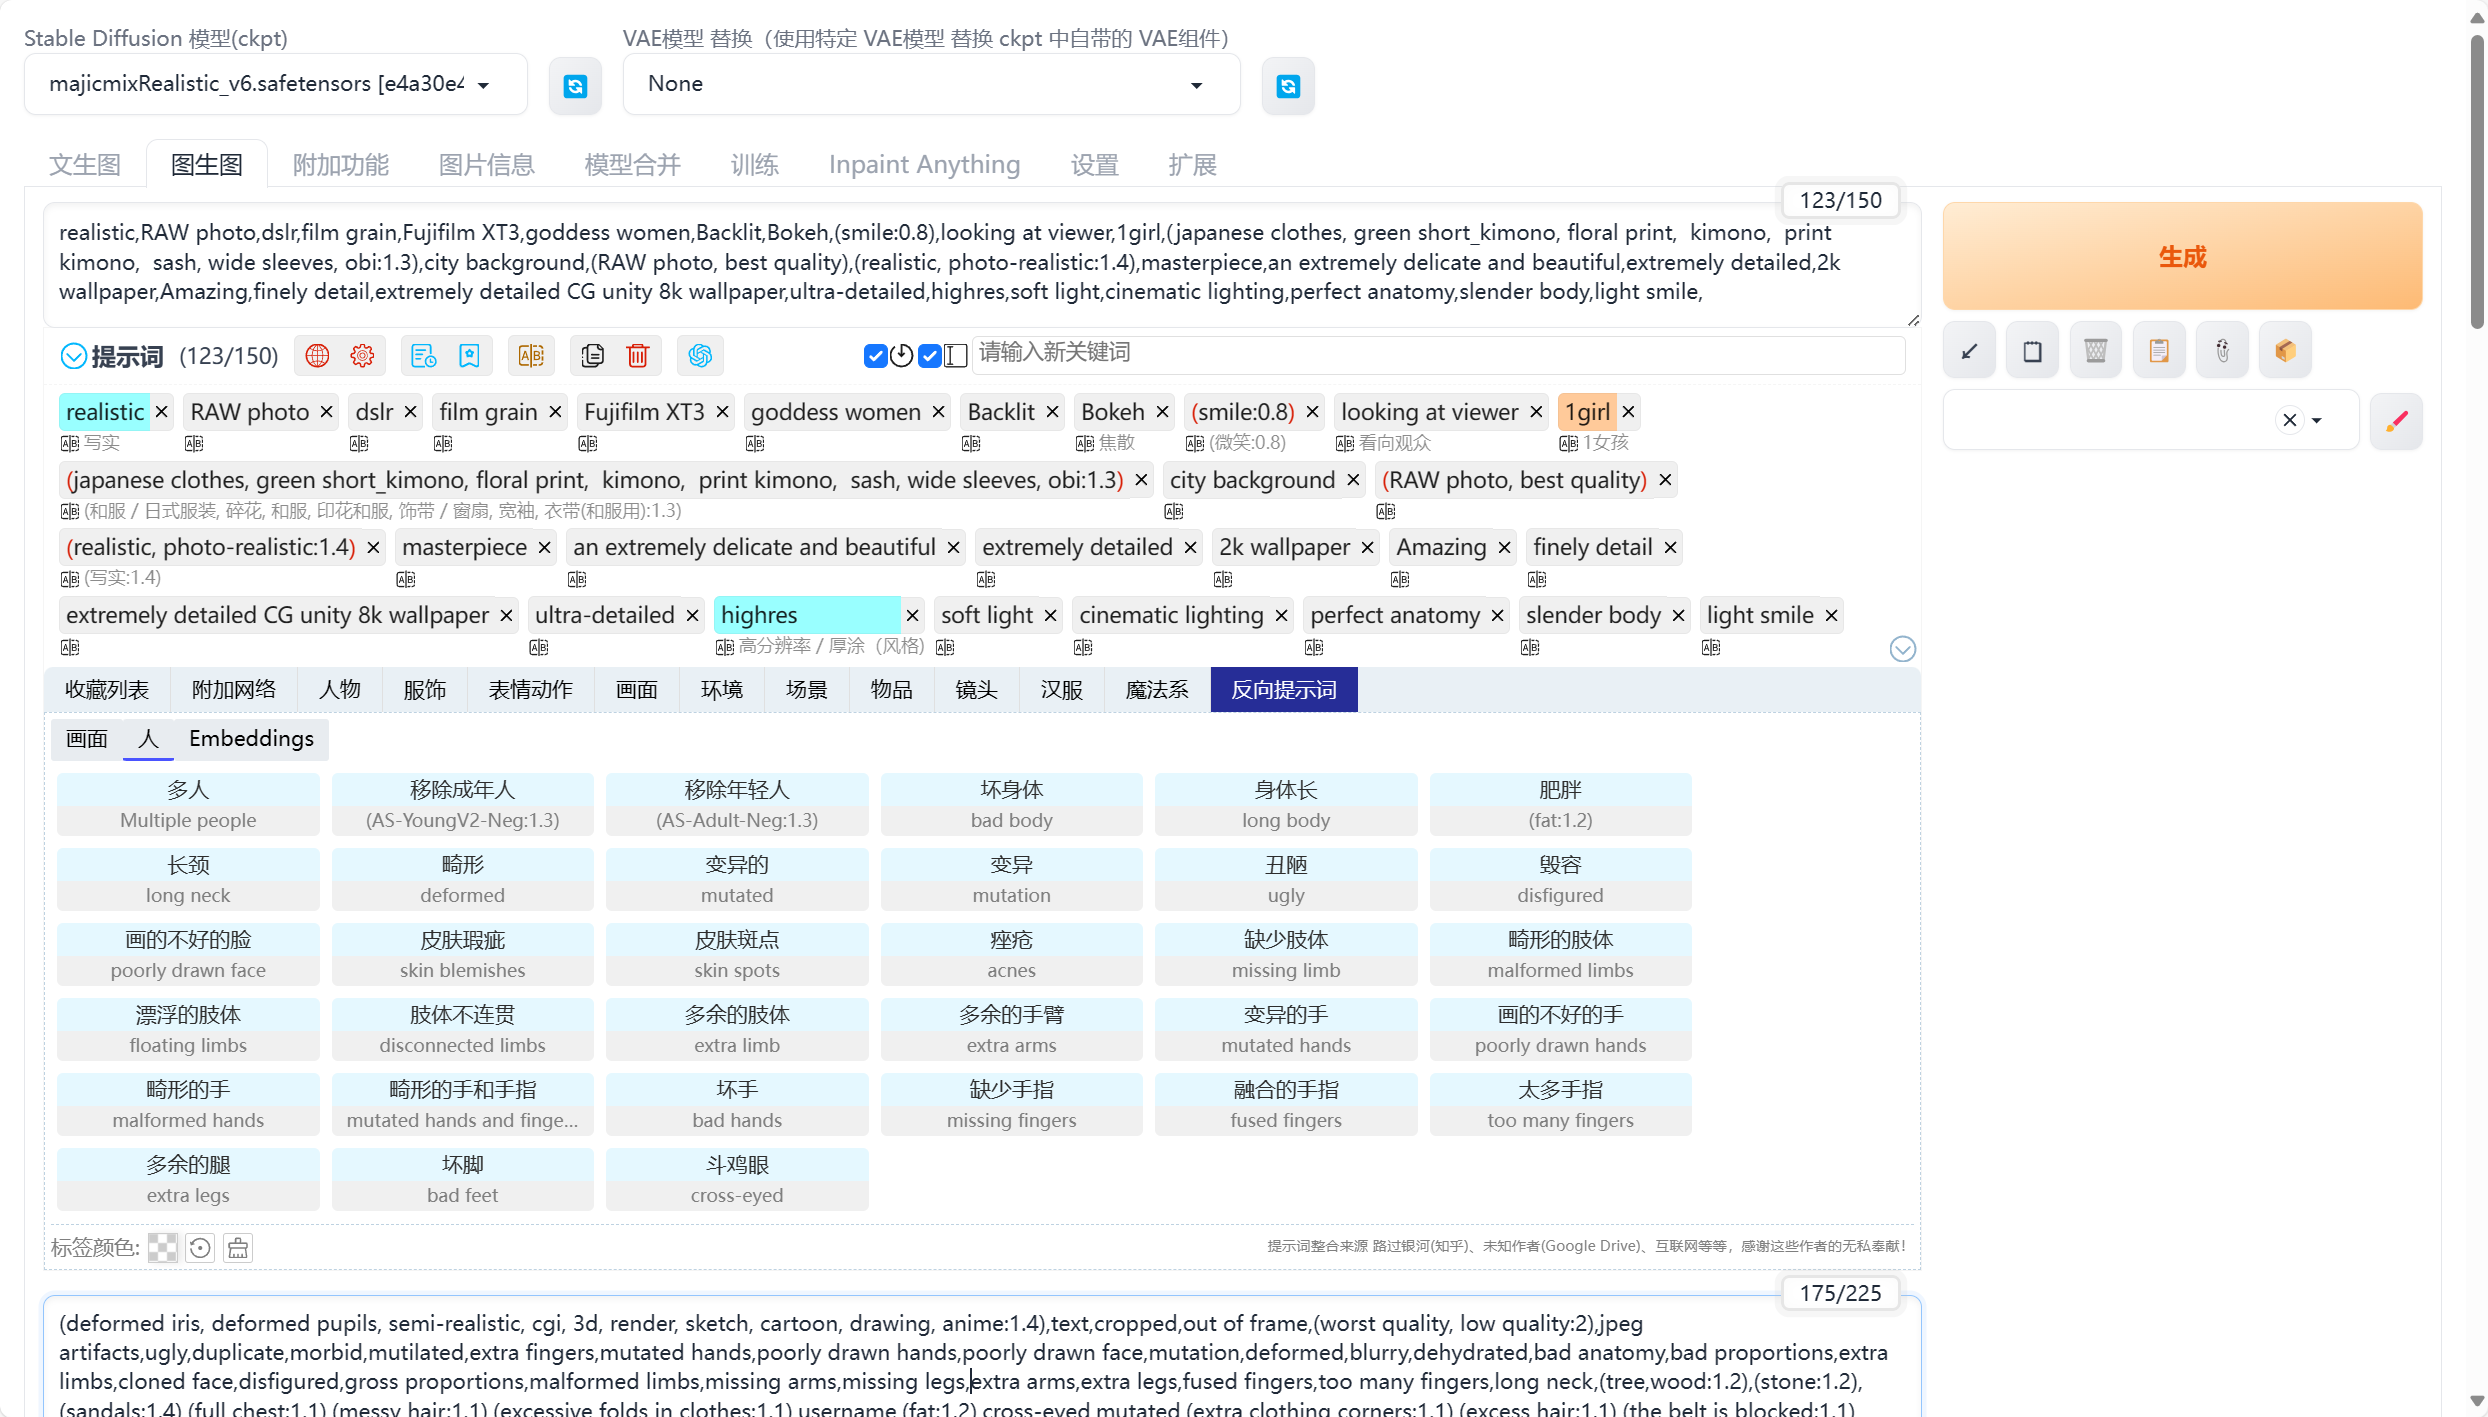 Stable Diffusion 模型(ckpt)
VAE模型 替换（使用特定 VAE模型 替换 ckpt 中自带的 VAE组件）
majicmixRealistic_v6.safetensors [e4a30e4
None
文生图 图生图 附加功能 图片信息 模型合并 训练 Inpaint Anything 设置 扩展
123/150
realistic,RAW photo,dslr,film grain,Fujifilm XT3,goddess women,Backlit,Bokeh,(smile:0.8),looking at viewer,1girl,(japanese clothes, green short_kimono, floral print,  kimono,  print
kimono,  sash, wide sleeves, obi:1.3),city background,(RAW photo, best quality),(realistic, photo-realistic:1.4),masterpiece,an extremely delicate and beautiful,extremely detailed,2k
wallpaper,Amazing,finely detail,extremely detailed CG unity 8k wallpaper,ultra-detailed,highres,soft light,cinematic lighting,perfect anatomy,slender body,light smile,
生成
提示词 (123/150) 请输入新关键词
realistic × RAW photo × dslr × film grain × Fujifilm XT3 × goddess women × Backlit × Bokeh × (smile:0.8) × looking at viewer × 1girl ×
写实 焦散 (微笑:0.8) 看向观众 1女孩
(japanese clothes, green short_kimono, floral print,  kimono,  print kimono,  sash, wide sleeves, obi:1.3) × city background × (RAW photo, best quality) ×
(和服 / 日式服装, 碎花, 和服, 印花和服, 饰带 / 窗扇, 宽袖, 衣带(和服用):1.3)
(realistic, photo-realistic:1.4) × masterpiece × an extremely delicate and beautiful × extremely detailed × 2k wallpaper × Amazing × finely detail ×
(写实:1.4)
extremely detailed CG unity 8k wallpaper × ultra-detailed × highres × soft light × cinematic lighting × perfect anatomy × slender body × light smile ×
高分辨率 / 厚涂（风格)
收藏列表 附加网络 人物 服饰 表情动作 画面 环境 场景 物品 镜头 汉服 魔法系 反向提示词
画面 人 Embeddings
多人 移除成年人 移除年轻人 坏身体 身体长 肥胖
Multiple people (AS-YoungV2-Neg:1.3) (AS-Adult-Neg:1.3) bad body long body (fat:1.2)
长颈 畸形 变异的 变异 丑陋 毁容
long neck deformed mutated mutation ugly disfigured
画的不好的脸 皮肤瑕疵 皮肤斑点 痤疮 缺少肢体 畸形的肢体
poorly drawn face skin blemishes skin spots acnes missing limb malformed limbs
漂浮的肢体 肢体不连贯 多余的肢体 多余的手臂 变异的手 画的不好的手
floating limbs disconnected limbs extra limb extra arms mutated hands poorly drawn hands
畸形的手 畸形的手和手指 坏手 缺少手指 融合的手指 太多手指
malformed hands mutated hands and finge... bad hands missing fingers fused fingers too many fingers
多余的腿 坏脚 斗鸡眼
extra legs bad feet cross-eyed
标签颜色: 提示词整合来源 路过银河(知乎)、未知作者(Google Drive)、互联网等等，感谢这些作者的无私奉献！
175/225
(deformed iris, deformed pupils, semi-realistic, cgi, 3d, render, sketch, cartoon, drawing, anime:1.4),text,cropped,out of frame,(worst quality, low quality:2),jpeg
artifacts,ugly,duplicate,morbid,mutilated,extra fingers,mutated hands,poorly drawn hands,poorly drawn face,mutation,deformed,blurry,dehydrated,bad anatomy,bad proportions,extra
limbs,cloned face,disfigured,gross proportions,malformed limbs,missing arms,missing legs,extra arms,extra legs,fused fingers,too many fingers,long neck,(tree,wood:1.2),(stone:1.2),
(sandals:1.4),(full chest:1.1),(messy hair:1.1),(excessive folds in clothes:1.1),username,(fat:1.2),cross-eyed,mutated,(extra clothing corners:1.1),(excess hair:1.1),(the belt is blocked:1.1)